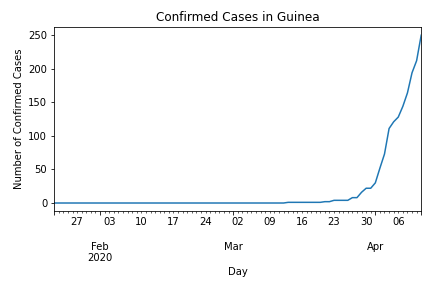 Confirmed Cases in Guinea
Number of Confirmed Cases
250
200
150
100
50
0
27 03 10 17 24 02 09 16 23 30 06
Feb Mar Apr
2020
Day